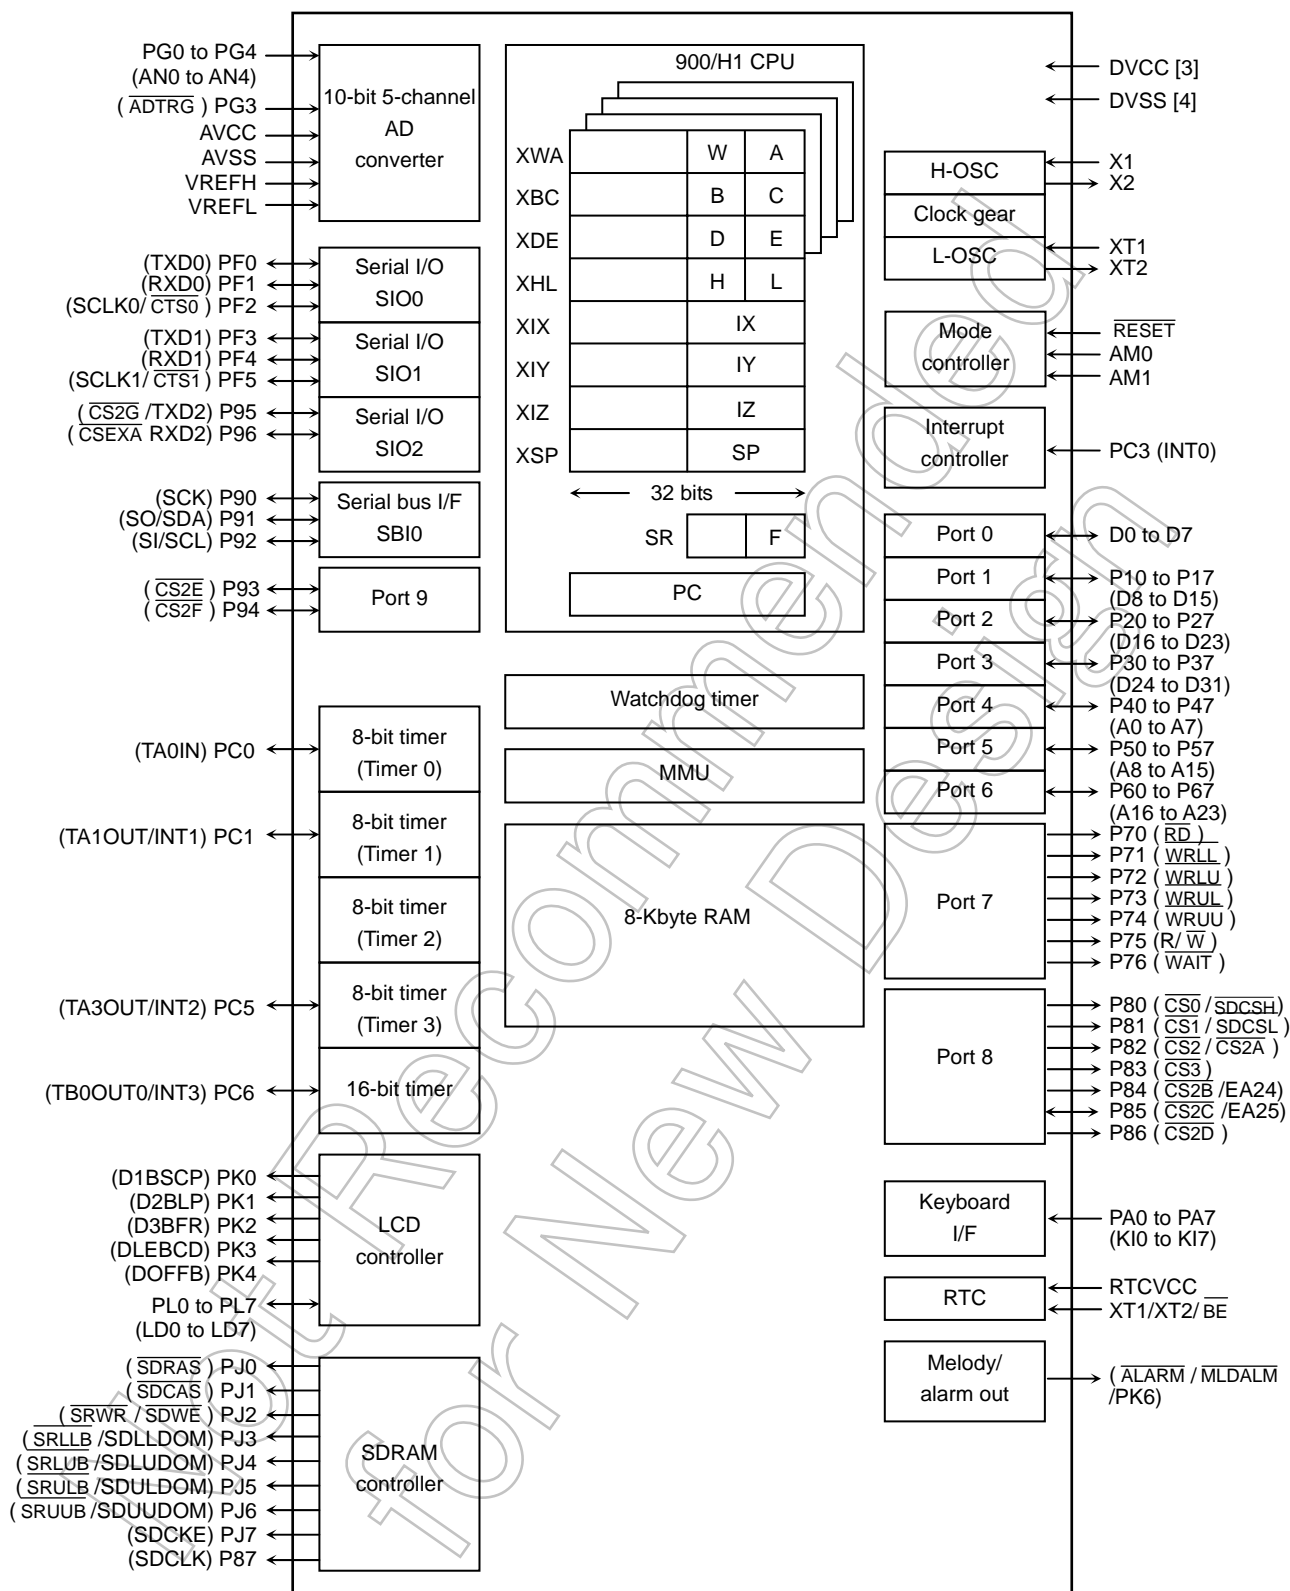 PG0 to PG4
(AN0 to AN4)
( ADTRG ) PG3
AVCC
AVSS
VREFH
VREFL
10-bit 5-channel
AD
converter
(TXD0) PF0
(RXD0) PF1
(SCLK0/ CTS0 ) PF2
Serial I/O
SIO0
(TXD1) PF3
(RXD1) PF4
(SCLK1/ CTS1 ) PF5
Serial I/O
SIO1
( CS2G /TXD2) P95
( CSEXA RXD2) P96
Serial I/O
SIO2
(SCK) P90
(SO/SDA) P91
(SI/SCL) P92
Serial bus I/F
SBI0
( CS2E ) P93
( CS2F ) P94
Port 9
(TA0IN) PC0
8-bit timer
(Timer 0)
(TA1OUT/INT1) PC1
8-bit timer
(Timer 1)
8-bit timer
(Timer 2)
(TA3OUT/INT2) PC5
8-bit timer
(Timer 3)
(TB0OUT0/INT3) PC6
16-bit timer
(D1BSCP) PK0
(D2BLP) PK1
(D3BFR) PK2
(DLEBCD) PK3
(DOFFB) PK4
PL0 to PL7
(LD0 to LD7)
LCD
controller
( SDRAS ) PJ0
( SDCAS ) PJ1
( SRWR / SDWE ) PJ2
( SRLLB /SDLLDOM) PJ3
( SRLUB /SDLUDOM) PJ4
( SRULB /SDULDOM) PJ5
( SRUUB /SDUUDOM) PJ6
(SDCKE) PJ7
(SDCLK) P87
SDRAM
controller
900/H1 CPU
XWA W A
XBC B C
XDE D E
XHL H L
XIX IX
XIY IY
XIZ IZ
XSP SP
32 bits
SR F
PC
Watchdog timer
MMU
8-Kbyte RAM
DVCC [3]
DVSS [4]
H-OSC
X1
X2
Clock gear
L-OSC
XT1
XT2
Mode
controller
RESET
AM0
AM1
Interrupt
controller
PC3 (INT0)
Port 0
D0 to D7
Port 1
P10 to P17
(D8 to D15)
Port 2
P20 to P27
(D16 to D23)
Port 3
P30 to P37
(D24 to D31)
Port 4
P40 to P47
(A0 to A7)
Port 5
P50 to P57
(A8 to A15)
Port 6
P60 to P67
(A16 to A23)
Port 7
P70 ( RD )
P71 ( WRLL )
P72 ( WRLU )
P73 ( WRUL )
P74 ( WRUU )
P75 (R/ W )
P76 ( WAIT )
Port 8
P80 ( CS0 / SDCSH)
P81 ( CS1 / SDCSL )
P82 ( CS2 / CS2A )
P83 ( CS3 )
P84 ( CS2B /EA24)
P85 ( CS2C /EA25)
P86 ( CS2D )
Keyboard
I/F
PA0 to PA7
(KI0 to KI7)
RTC
RTCVCC
XT1/XT2/ BE
Melody/
alarm out
( ALARM / MLDALM
/PK6)
Not Recommended
for New Design